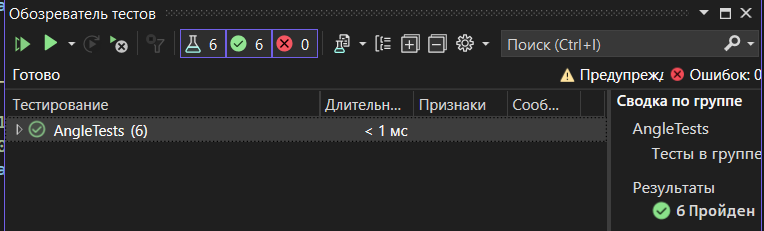 Обозреватель тестов
6 6 0
Поиск (Ctrl+I)
Готово
Предупрежд Ошибок: 0
Тестирование Длительн... Признаки Сооб...
AngleTests (6) < 1 мс
Сводка по группе
AngleTests
Тесты в группе
Результаты
6 Пройден